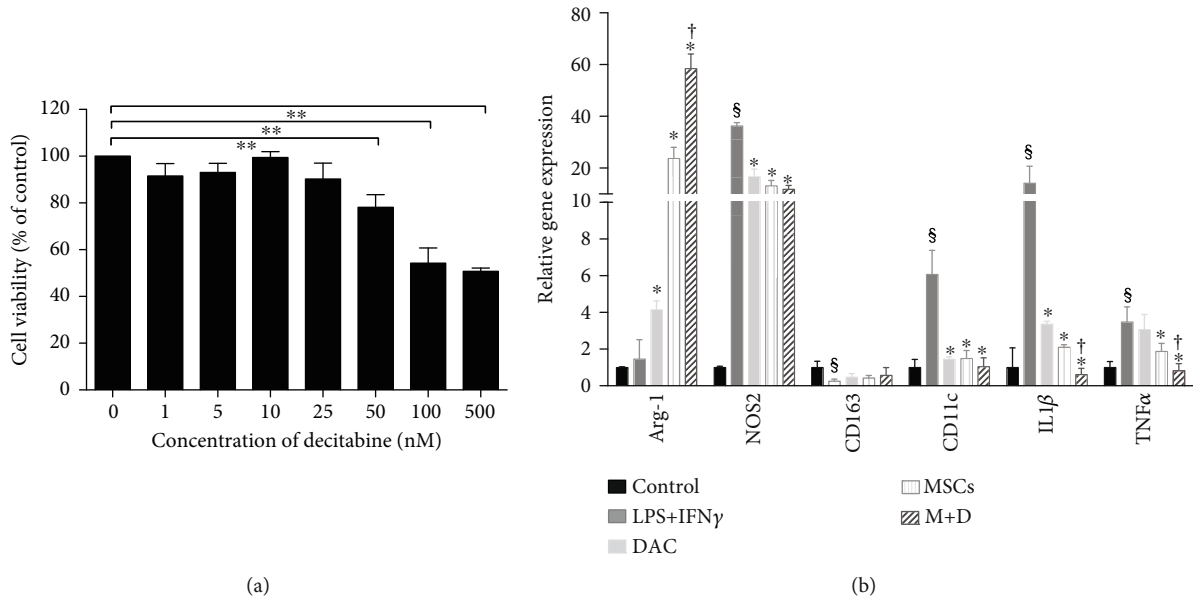 120
100
80
60
40
20
0
Cell viability (% of control)
**
**
**
0 1 5 10 25 50 100 500
Concentration of decitabine (nM)
(a)
80
60
40
20
10
8
6
4
2
0
Relative gene expression
* * † *
§ * * *
§
§ * * *
§ * * † *
§ * † *
Arg-1 NOS2 CD163 CD11c IL1β TNFα
Control
LPS+IFNγ
DAC
MSCs
M+D
(b)